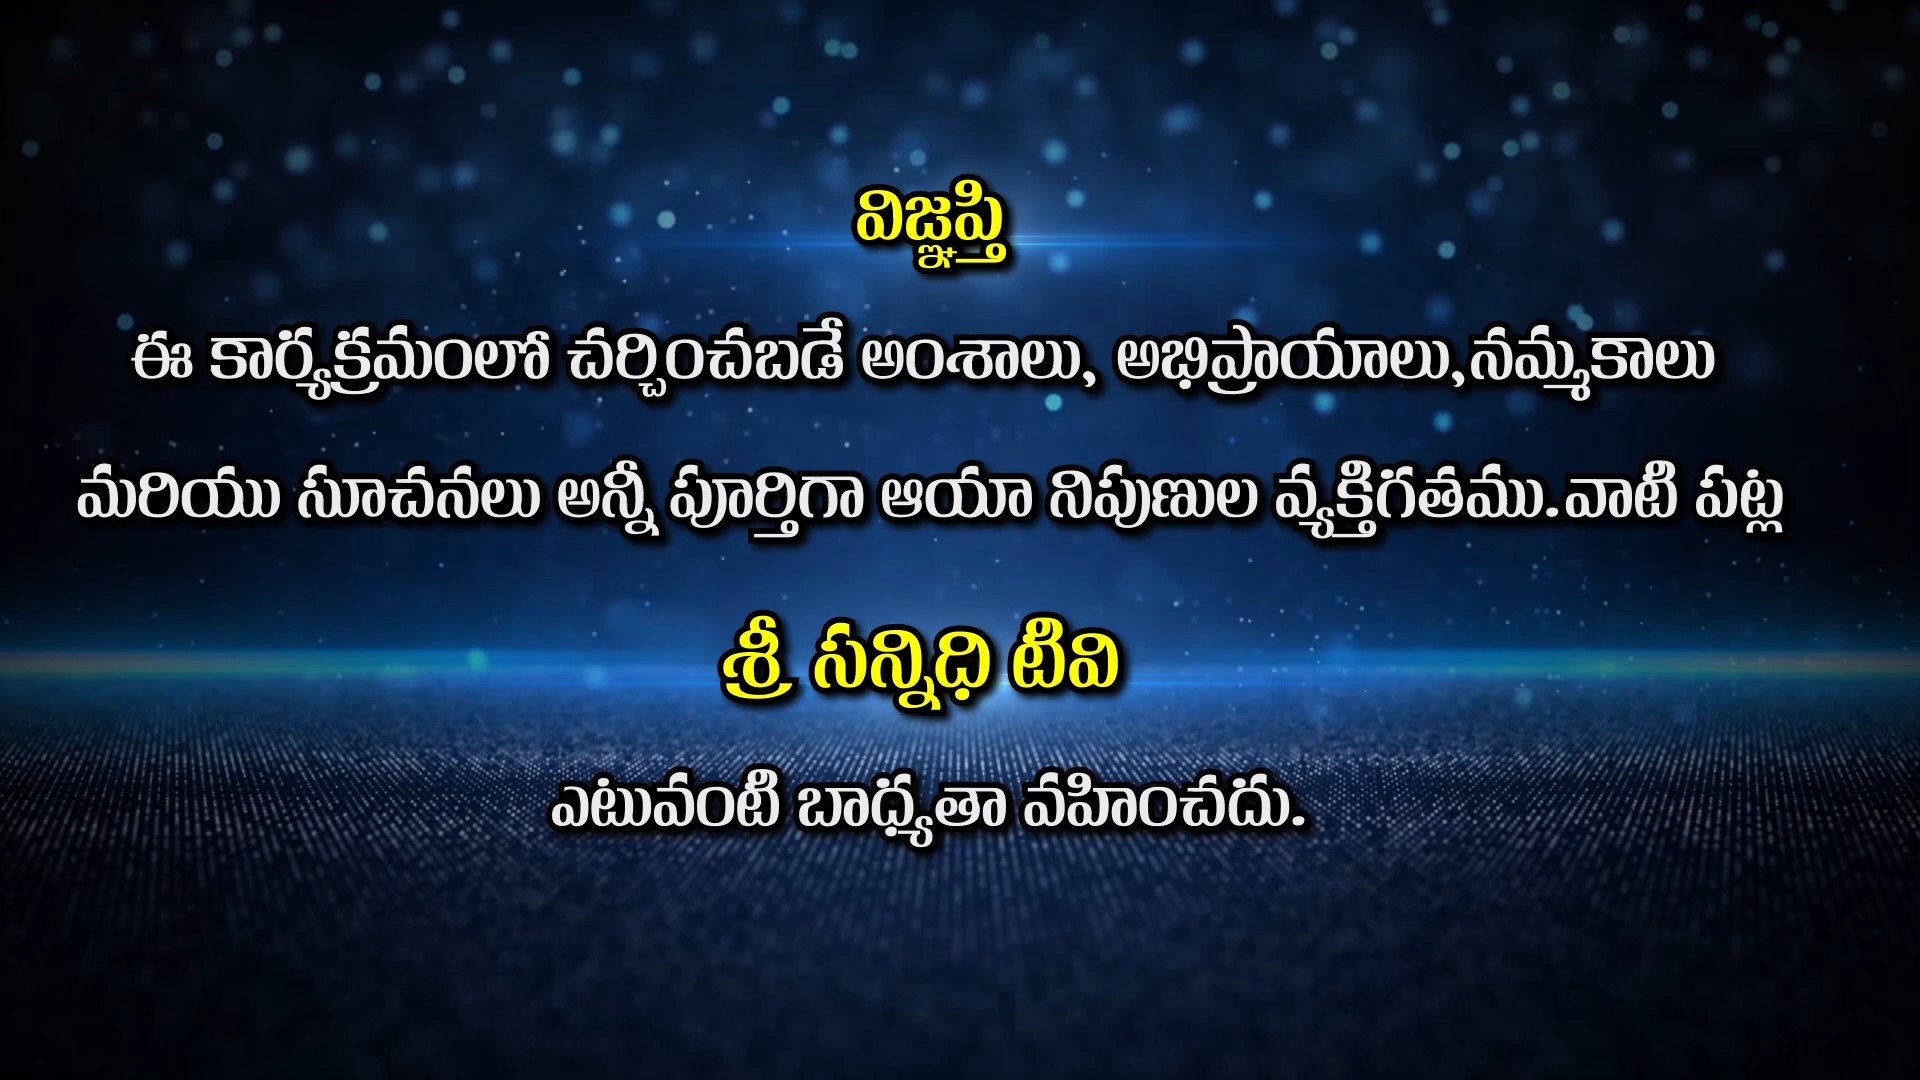 విజ్ఞప్తి
ఈ కార్యక్రమంలో చర్చించబడే అంశాలు, అభిప్రాయాలు,నమ్మకాలు
మరియు సూచనలు అన్నీ పూర్తిగా ఆయా నిపుణుల వ్యక్తిగతము.వాటి పట్ల
శ్రీ సన్నిధి టీవి
ఎటువంటి బాధ్యతా వహించదు.